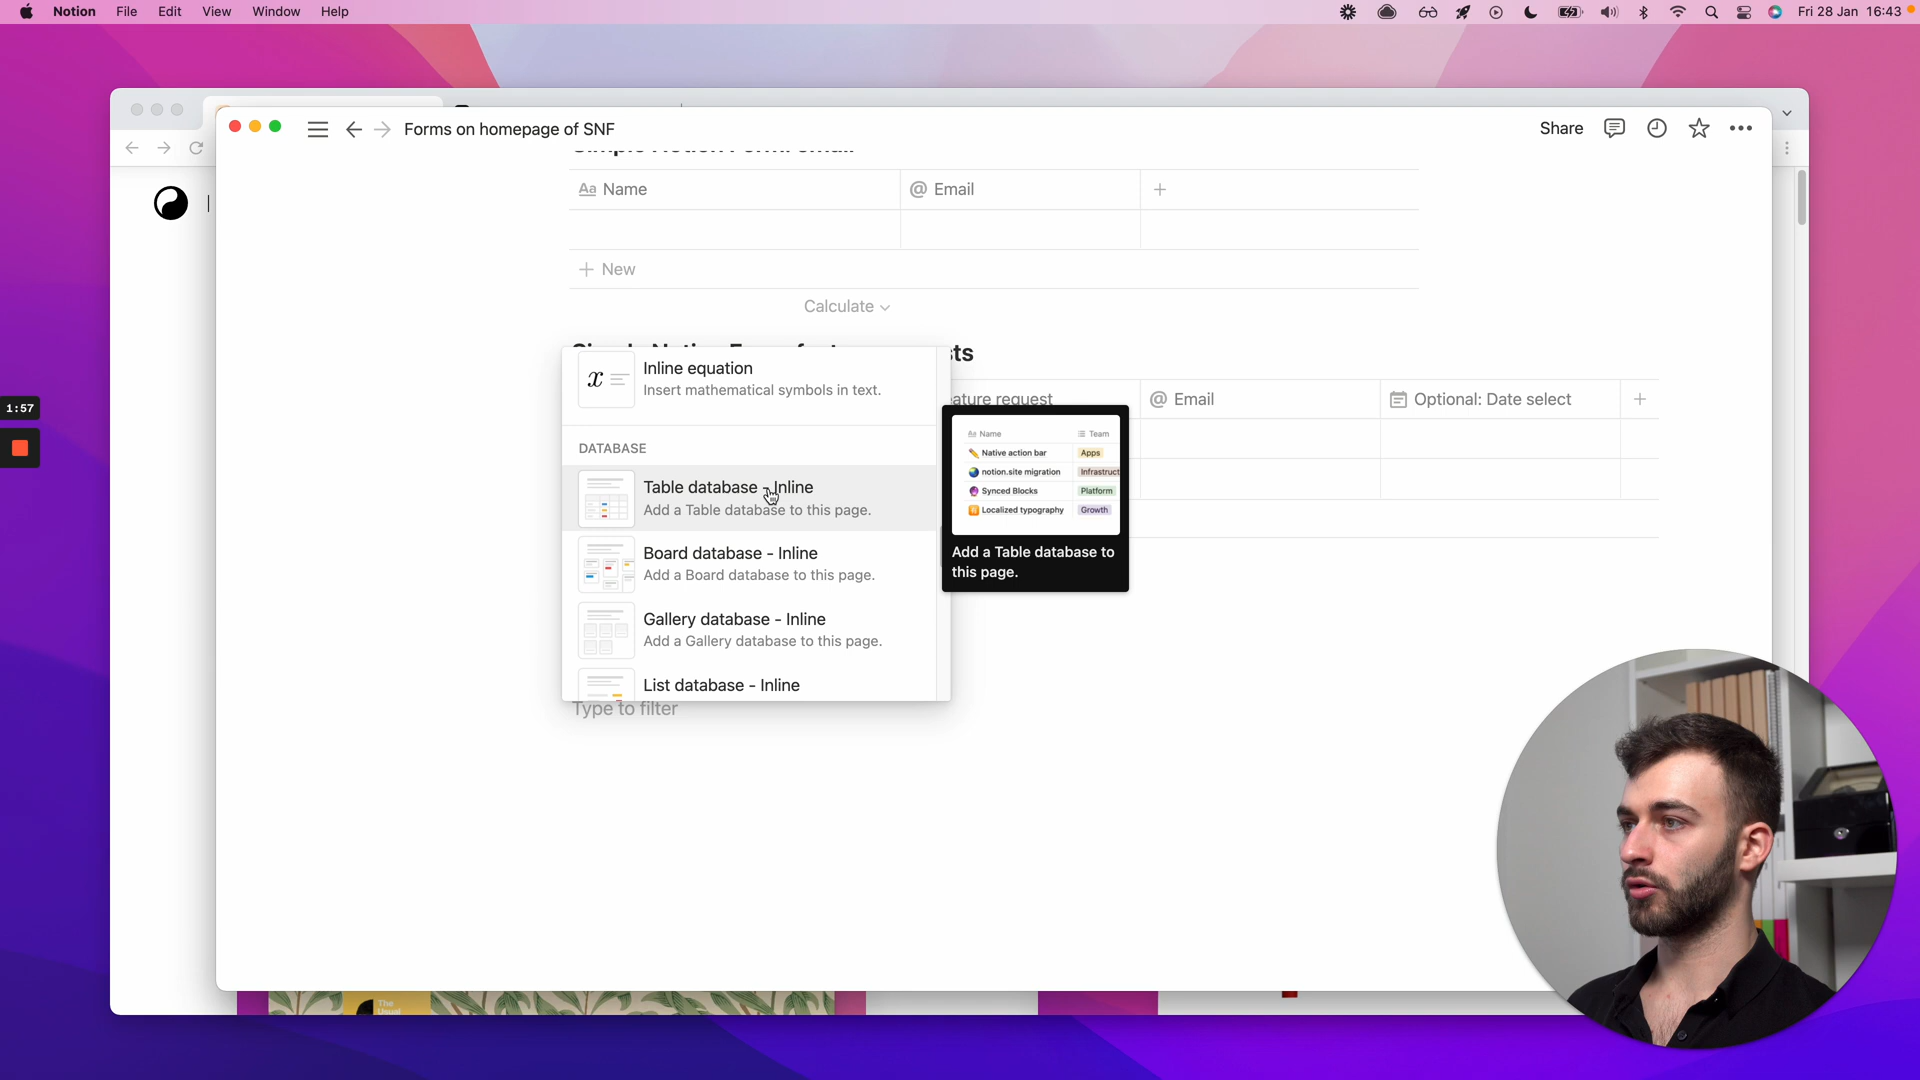 Notion File Edit View Window Help
Fri 28 Jan 16:43
Forms on homepage of SNF
Share
Aa Name
@ Email
+ New
Calculate
sts
ature request
@ Email
Optional: Date select
1:57
Inline equation
Insert mathematical symbols in text.
DATABASE
Table database - Inline
Add a Table database to this page.
Board database - Inline
Add a Board database to this page.
Gallery database - Inline
Add a Gallery database to this page.
List database - Inline
Type to filter
Aa Name Team
Native action bar Apps
notion.site migration Infrastruct
Synced Blocks Platform
Localized typography Growth
Add a Table database to
this page.
The